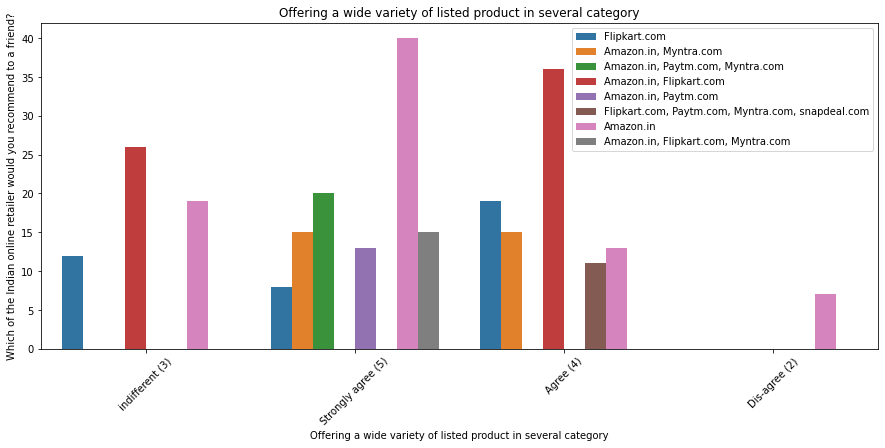 Offering a wide variety of listed product in several category
Which of the Indian online retailer would you recommend to a friend?
40
35
30
25
20
15
10
5
0
Flipkart.com
Amazon.in, Myntra.com
Amazon.in, Paytm.com, Myntra.com
Amazon.in, Flipkart.com
Amazon.in, Paytm.com
Flipkart.com, Paytm.com, Myntra.com, snapdeal.com
Amazon.in
Amazon.in, Flipkart.com, Myntra.com
indifferent (3)
Strongly agree (5)
Agree (4)
Dis-agree (2)
Offering a wide variety of listed product in several category